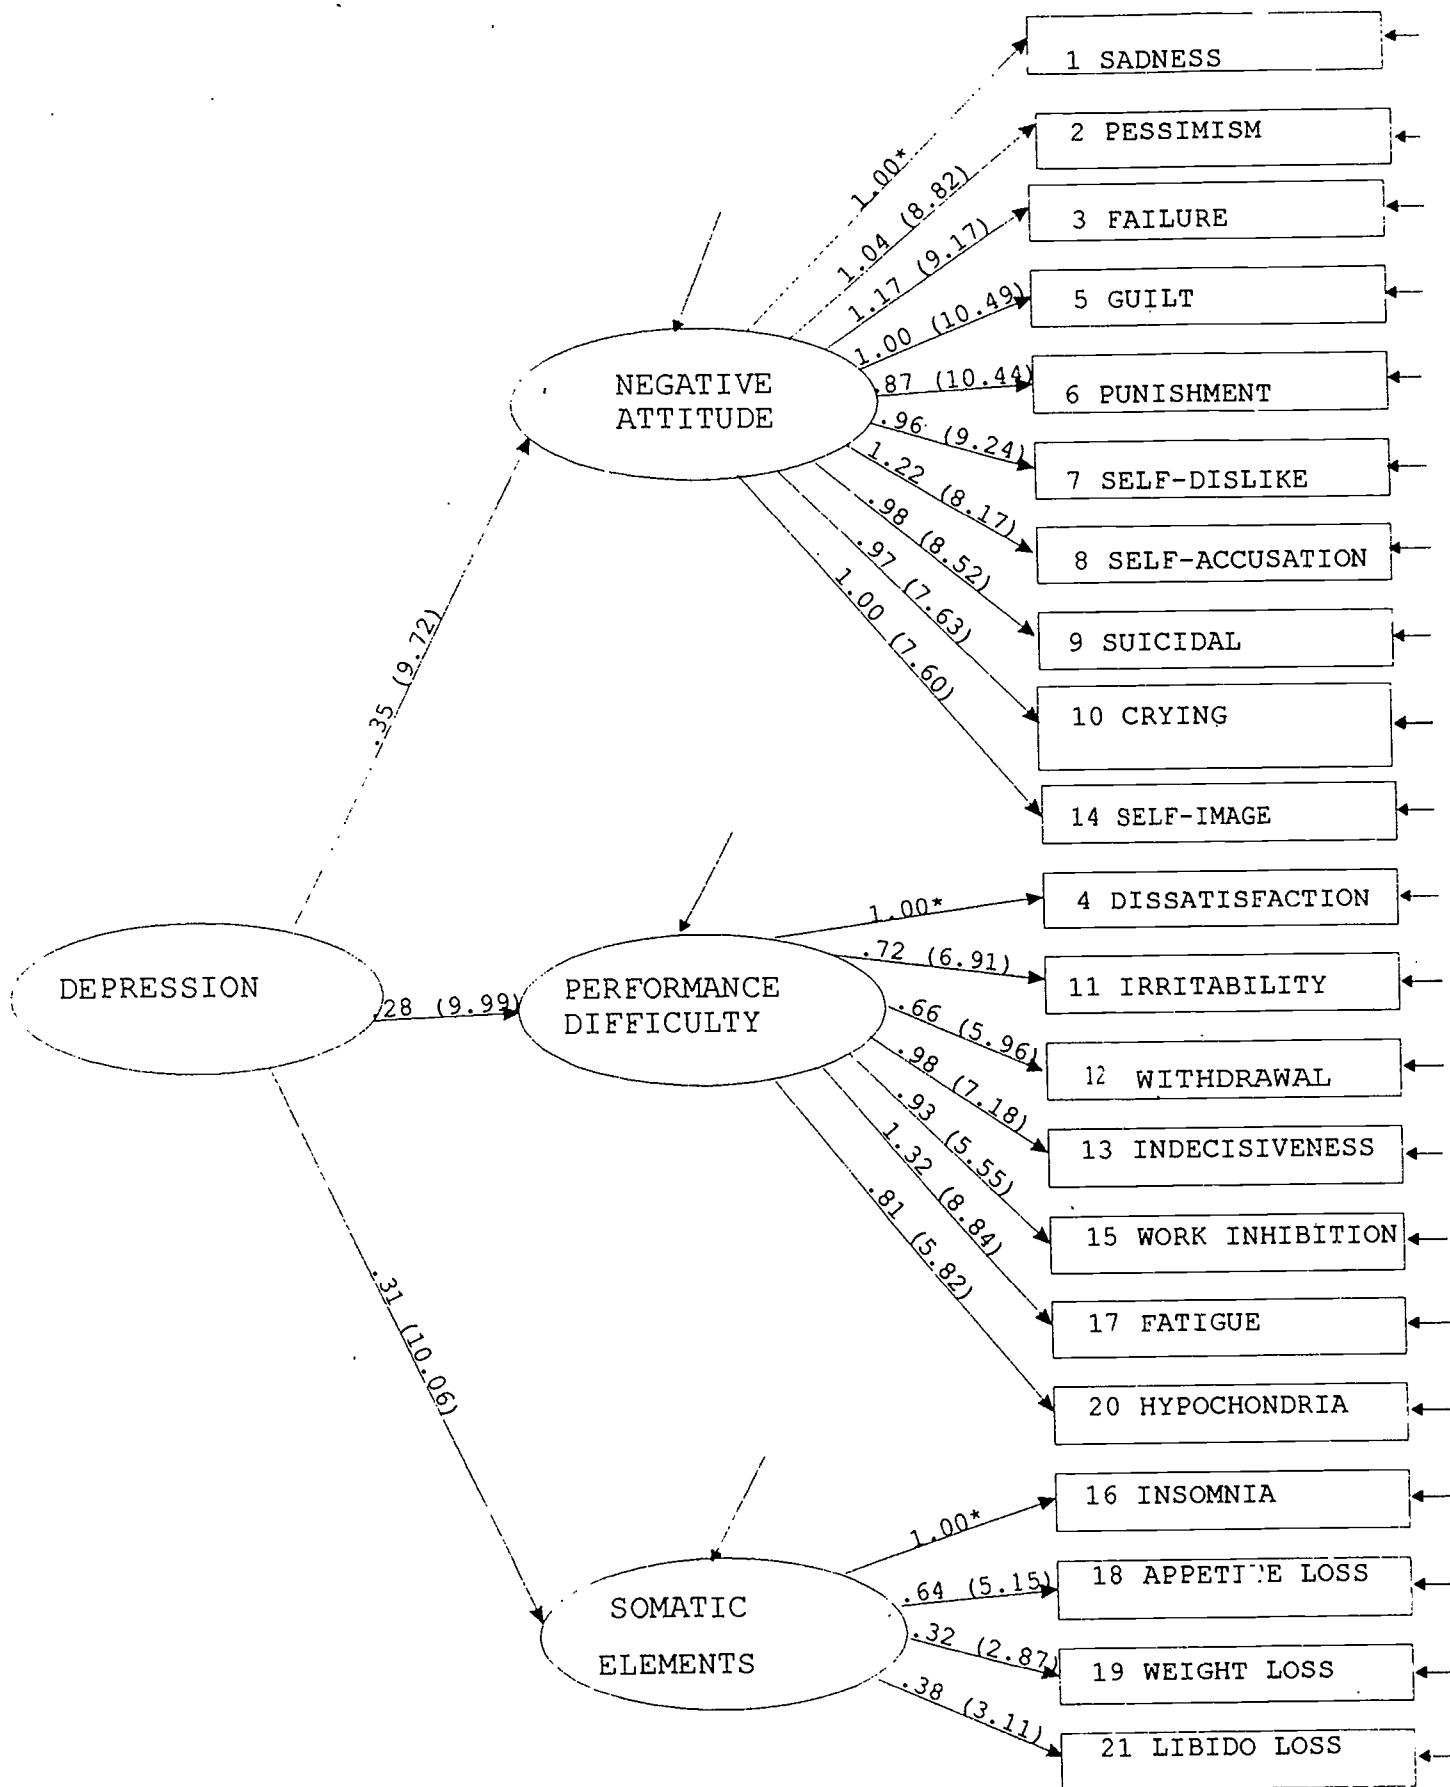 1 SADNESS
1.00*
2 PESSIMISM
1.04 (8.82)
3 FAILURE
1.17 (9.17)
5 GUILT
1.00 (10.49)
NEGATIVE
ATTITUDE
.87 (10.44)
6 PUNISHMENT
.96 (9.24)
7 SELF-DISLIKE
1.22 (8.17)
8 SELF-ACCUSATION
.98 (8.52)
9 SUICIDAL
.97 (7.63)
10 CRYING
1.00 (7.60)
14 SELF-IMAGE
.35 (9.72)
DEPRESSION
.28 (9.99)
PERFORMANCE
DIFFICULTY
1.00*
4 DISSATISFACTION
.72 (6.91)
11 IRRITABILITY
.66 (5.96)
12 WITHDRAWAL
.98 (7.18)
13 INDECISIVENESS
.93 (5.55)
15 WORK INHIBITION
1.32 (8.84)
17 FATIGUE
.81 (5.82)
20 HYPOCHONDRIA
.31 (10.06)
SOMATIC
ELEMENTS
1.00*
16 INSOMNIA
.64 (5.15)
18 APPETITE LOSS
.32 (2.87)
19 WEIGHT LOSS
.38 (3.11)
21 LIBIDO LOSS